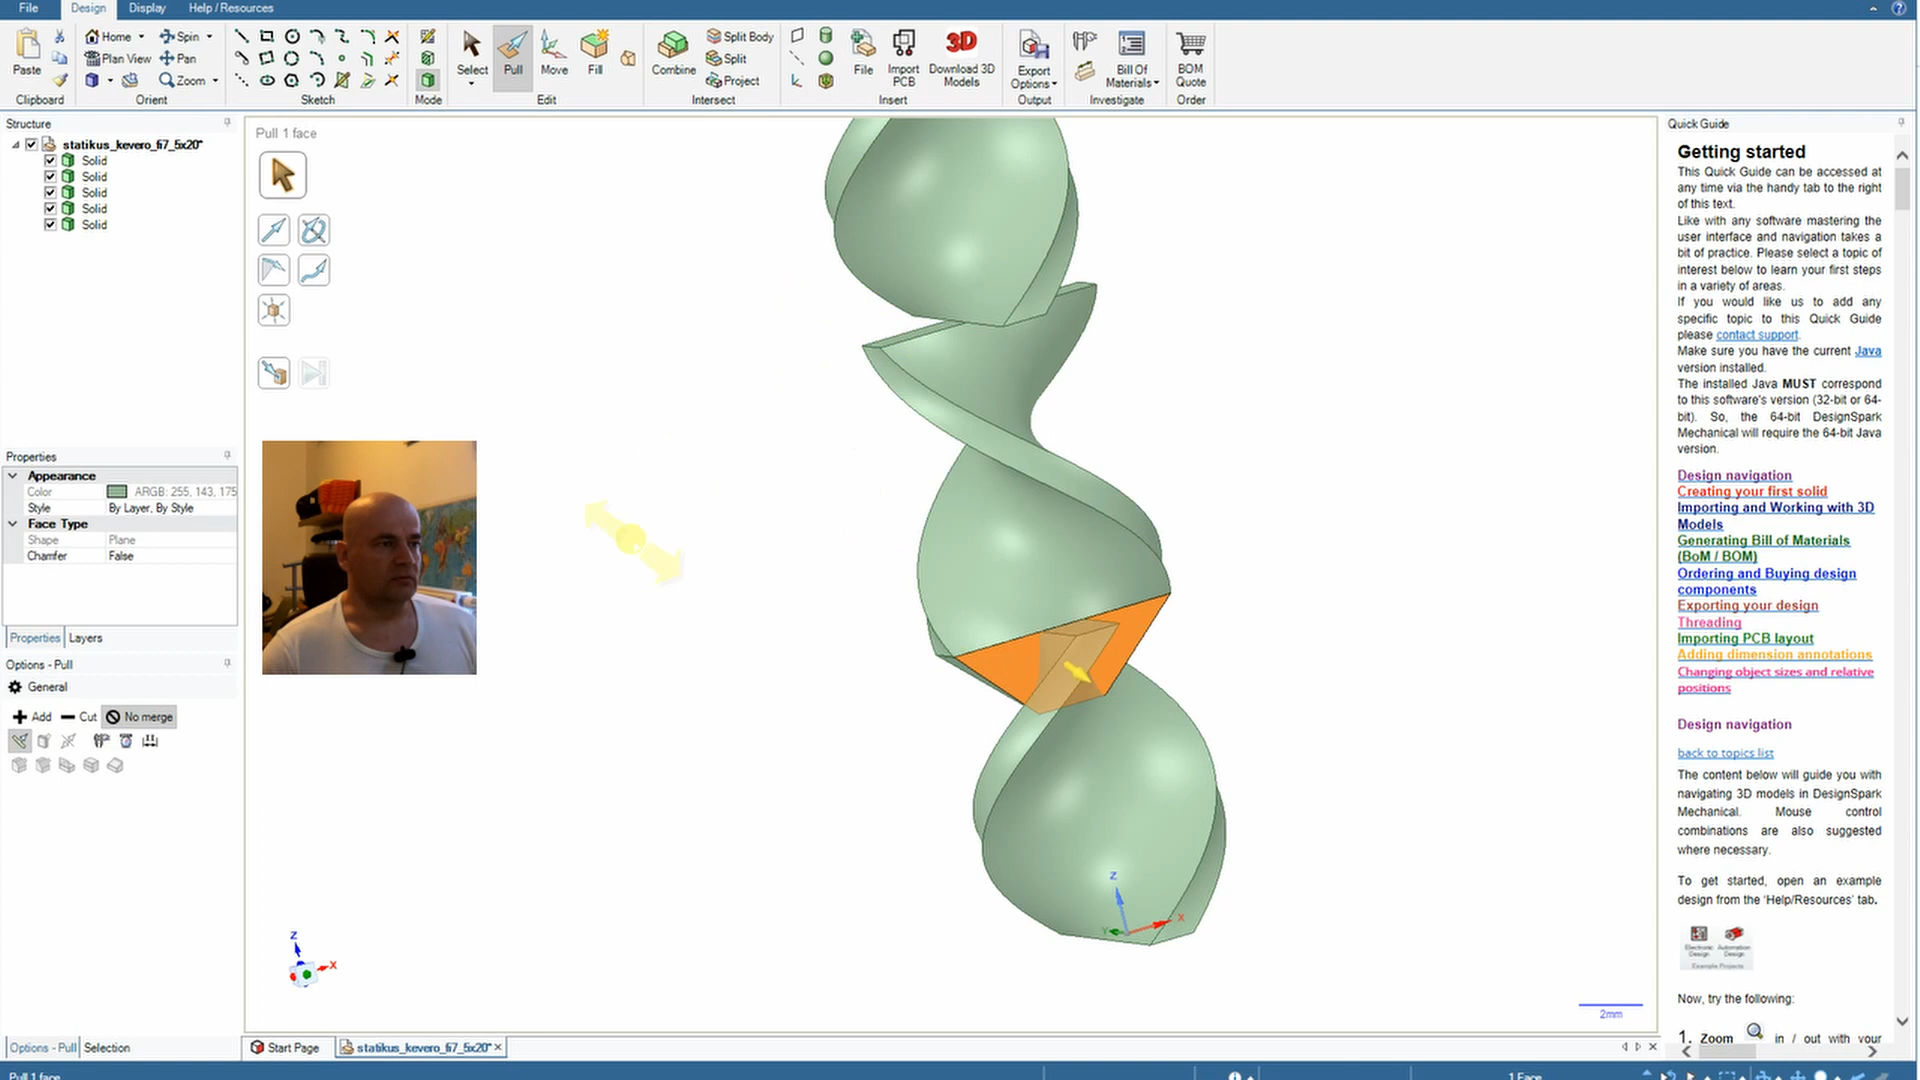 File Design Display Help / Resources
Paste
Clipboard
Home
Plan View
Spin
Pan
Zoom
Orient
Sketch
Mode
Select
Pull
Move
Fill
Edit
Combine
Split Body
Split
Project
Intersect
File
Import PCB
Download 3D Models
Insert
Export Options
Output
Bill Of Materials
Investigate
BOM Quote
Order
Structure
statikus_kevero_fi7_5x20*
Solid
Solid
Solid
Solid
Solid
Properties
Appearance
Color ARGB: 255, 143, 175
Style By Layer, By Style
Face Type
Shape Plane
Chamfer False
Properties Layers
Options - Pull
General
Add Cut No merge
Options - Pull Selection
Pull 1 face
Z
X
Z
X
Y
2mm
Start Page statikus_kevero_fi7_5x20*
Quick Guide
Getting started
This Quick Guide can be accessed at
any time via the handy tab to the right
of this text.
Like with any software mastering the
user interface and navigation takes a
bit of practice. Please select a topic of
interest below to learn your first steps
in a variety of areas.
If you would like us to add any
specific topic to this Quick Guide
please contact support.
Make sure you have the current Java
version installed.
The installed Java MUST correspond
to this software's version (32-bit or 64-
bit). So, the 64-bit DesignSpark
Mechanical will require the 64-bit Java
version.
Design navigation
Creating your first solid
Importing and Working with 3D
Models
Generating Bill of Materials
(BoM / BOM)
Ordering and Buying design
components
Exporting your design
Threading
Importing PCB layout
Adding dimension annotations
Changing object sizes and relative
positions
Design navigation
back to topics list
The content below will guide you with
navigating 3D models in DesignSpark
Mechanical. Mouse control
combinations are also suggested
where necessary.
To get started, open an example
design from the 'Help/Resources' tab.
Electronic Design
Automation Design
Example Projects
Now, try the following:
1. Zoom in / out with your
Pull 1 face
1 Face